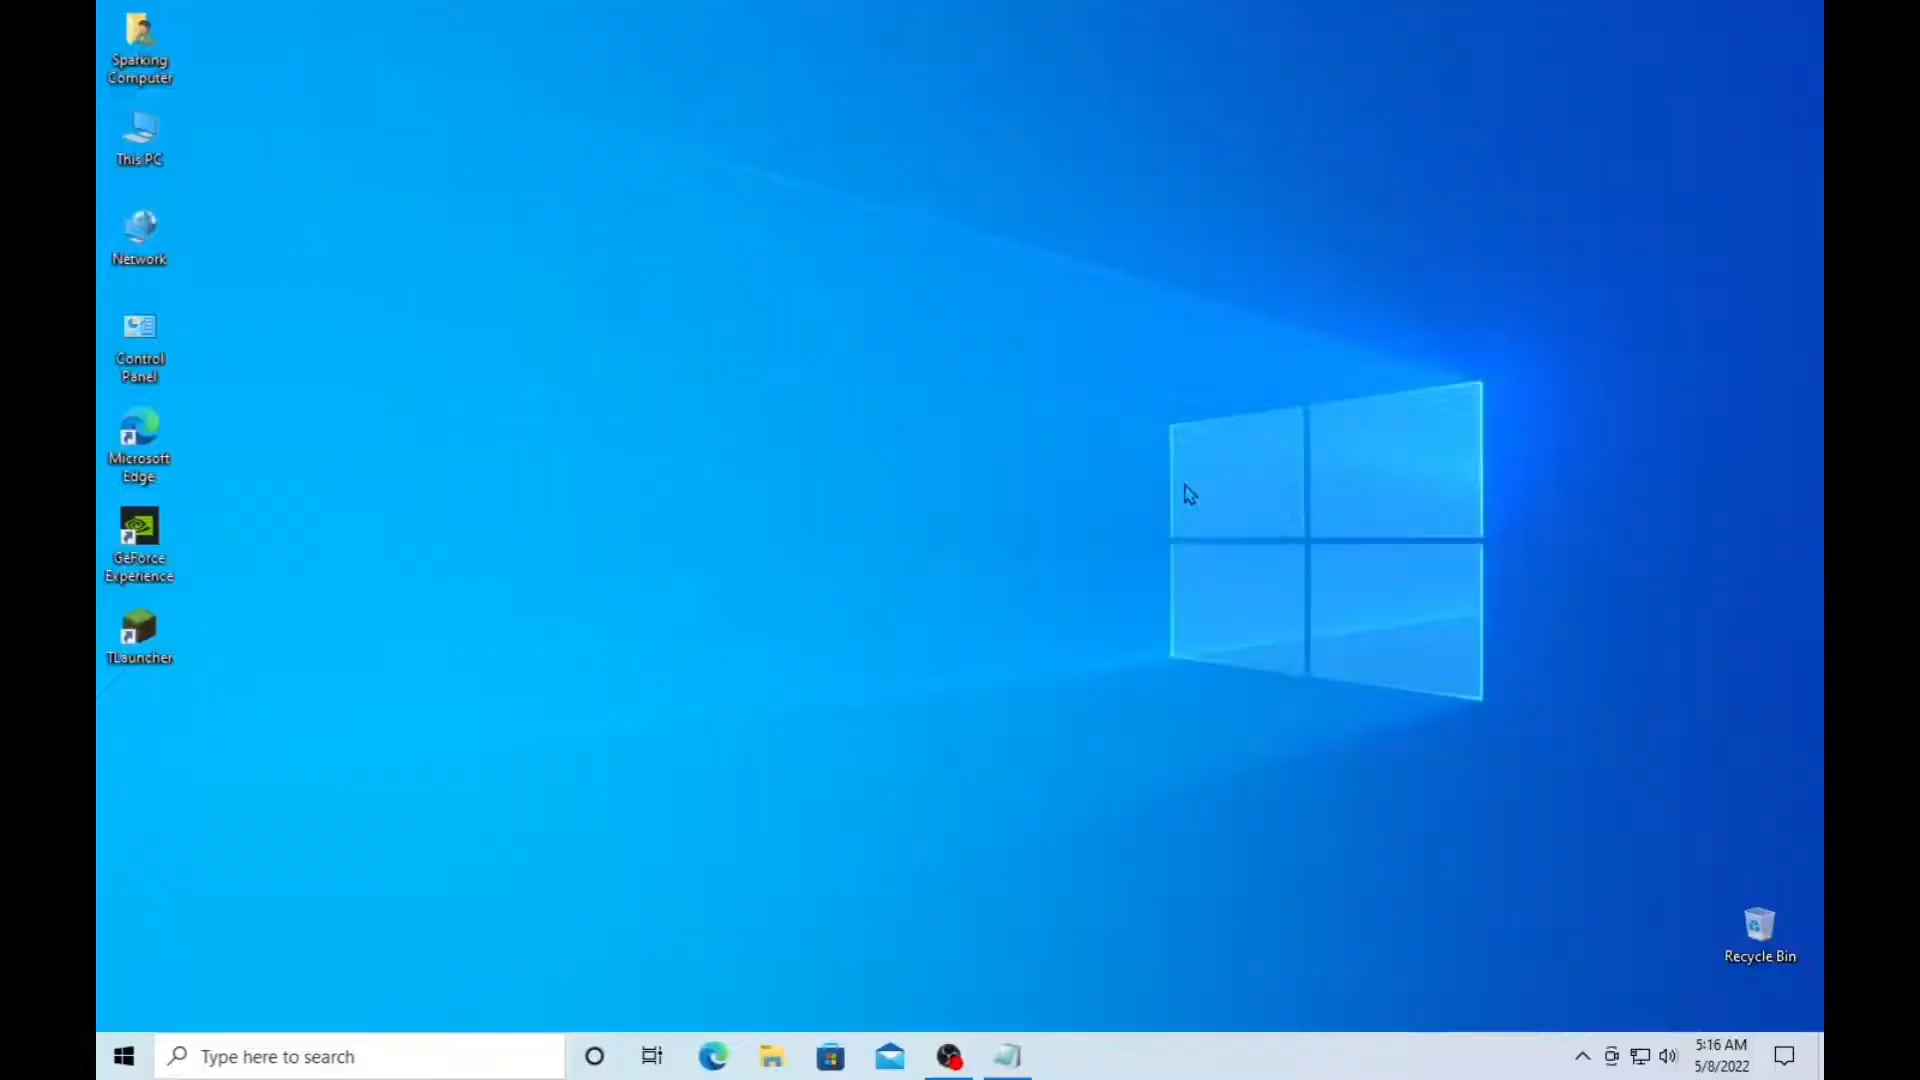 Sparking
Computer
This PC
Network
Control
Panel
Microsoft
Edge
GeForce
Experience
TLauncher
Recycle Bin
Type here to search
5:16 AM
5/8/2022